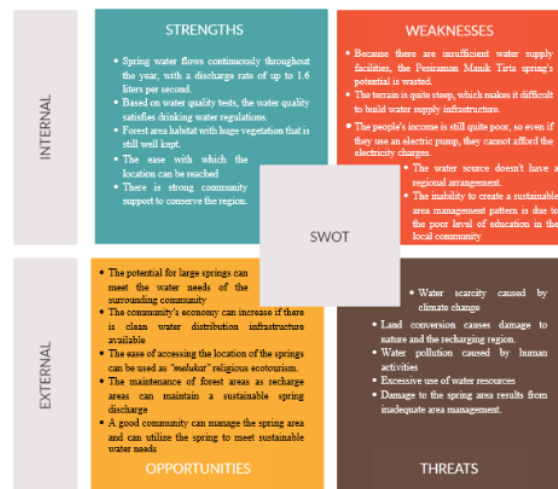 STRENGTHS
• Spring water flows continuously throughout
the year, with a discharge rate of up to 1.6
liters per second.
• Based on water quality tests, the water quality
satisfies drinking water regulations.
• Forest area habitat with huge vegetation that is
still well kept.
• The ease with which the
location can be reached
• There is strong community
support to conserve the region.
WEAKNESSES
• Because there are insufficient water supply
facilities, the Pesiraman Manik Tirta spring's
potential is wasted.
• The terrain is quite steep, which makes it difficult
to build water supply infrastructure.
• The people's income is still quite poor, so even if
they use an electric pump, they cannot afford the
electricity charges.
• The water source doesn't have a
regional arrangement.
• The inability to create a sustainable
area management pattern is due to
the poor level of education in the
local community
INTERNAL
SWOT
EXTERNAL
• The potential for large springs can
meet the water needs of the
surrounding community
• The community's economy can increase if there
is clean water distribution infrastructure
available
• The ease of accessing the location of the springs
can be used as "melukat" religious ecotourism.
• The maintenance of forest areas as recharge
areas can maintain a sustainable spring
discharge
• A good community can manage the spring area
and can utilize the spring to meet sustainable
water needs
OPPORTUNITIES
• Water scarcity caused by
climate change
• Land conversion causes damage to
nature and the recharging region.
• Water pollution caused by human
activities
• Excessive use of water resources
• Damage to the spring area results from
inadequate area management.
THREATS